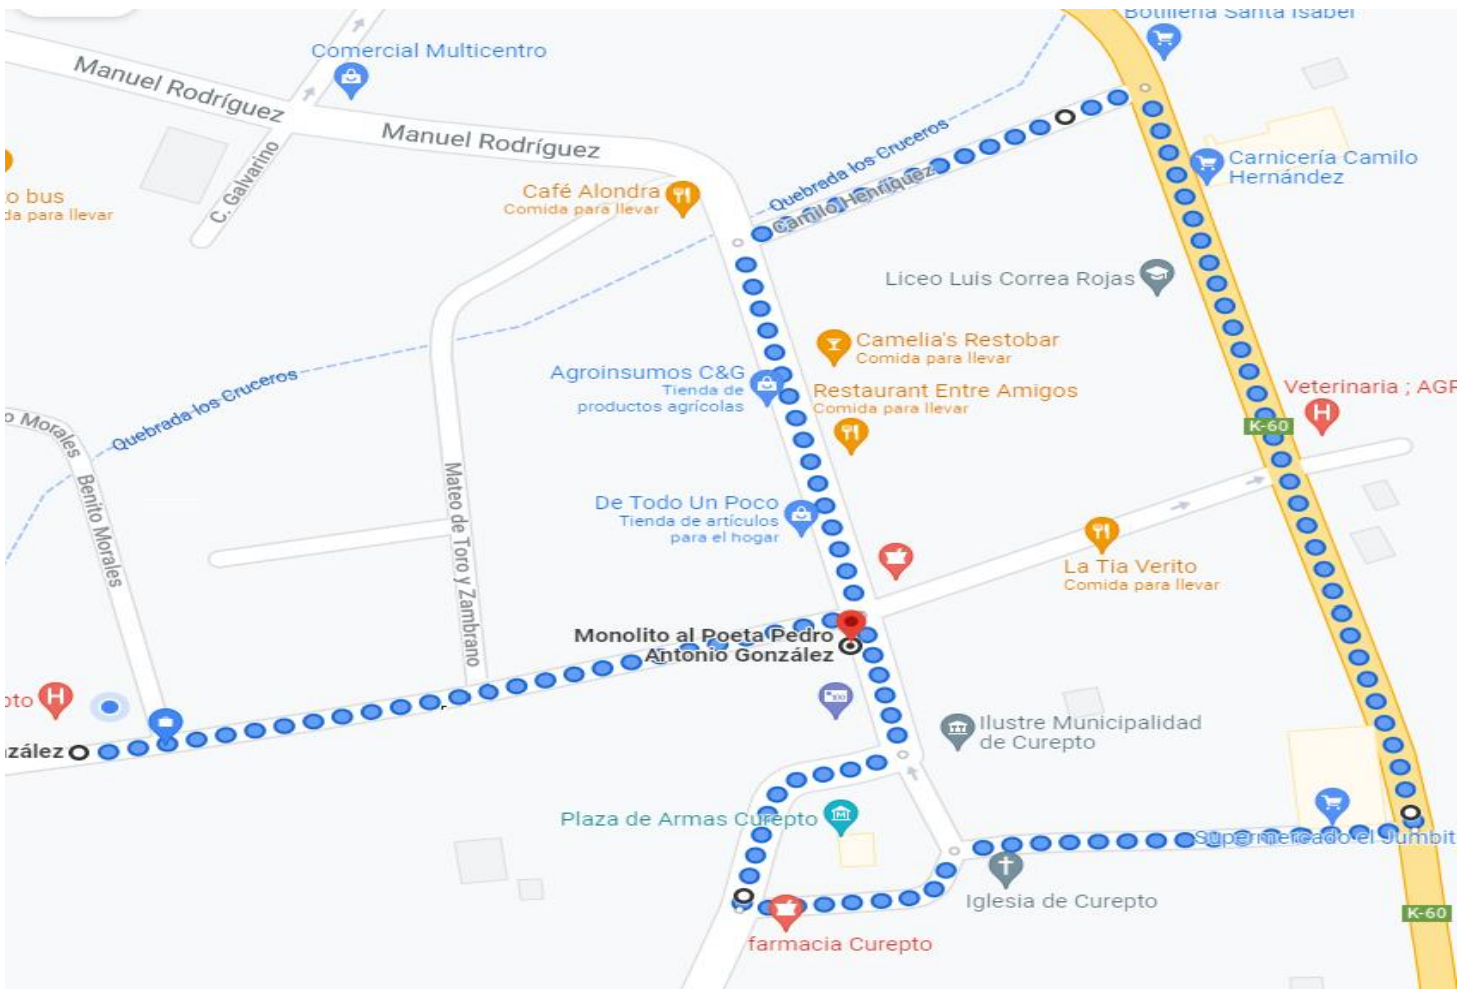 Botillería Santa Isabel
Comercial Multicentro
Manuel Rodríguez
Manuel Rodríguez
C. Galvarino
Quebrada los Cruceros
Camilo Henríquez
Carnicería Camilo
Hernández
o bus
da para llevar
Café Alondra
Comida para llevar
Liceo Luis Correa Rojas
Camelia's Restobar
Comida para llevar
Agroinsumos C&G
Tienda de
productos agrícolas
Restaurant Entre Amigos
Comida para llevar
Veterinaria ; AGR
K-60
Quebrada los Cruceros
o Morales
Benito Morales
Mateo de Toro y Zambrano
De Todo Un Poco
Tienda de artículos
para el hogar
La Tia Verito
Comida para llevar
Monolito al Poeta Pedro
Antonio González
oto
nzález
Ilustre Municipalidad
de Curepto
Plaza de Armas Curepto
Supermercado el Jumbit
Iglesia de Curepto
K-60
farmacia Curepto